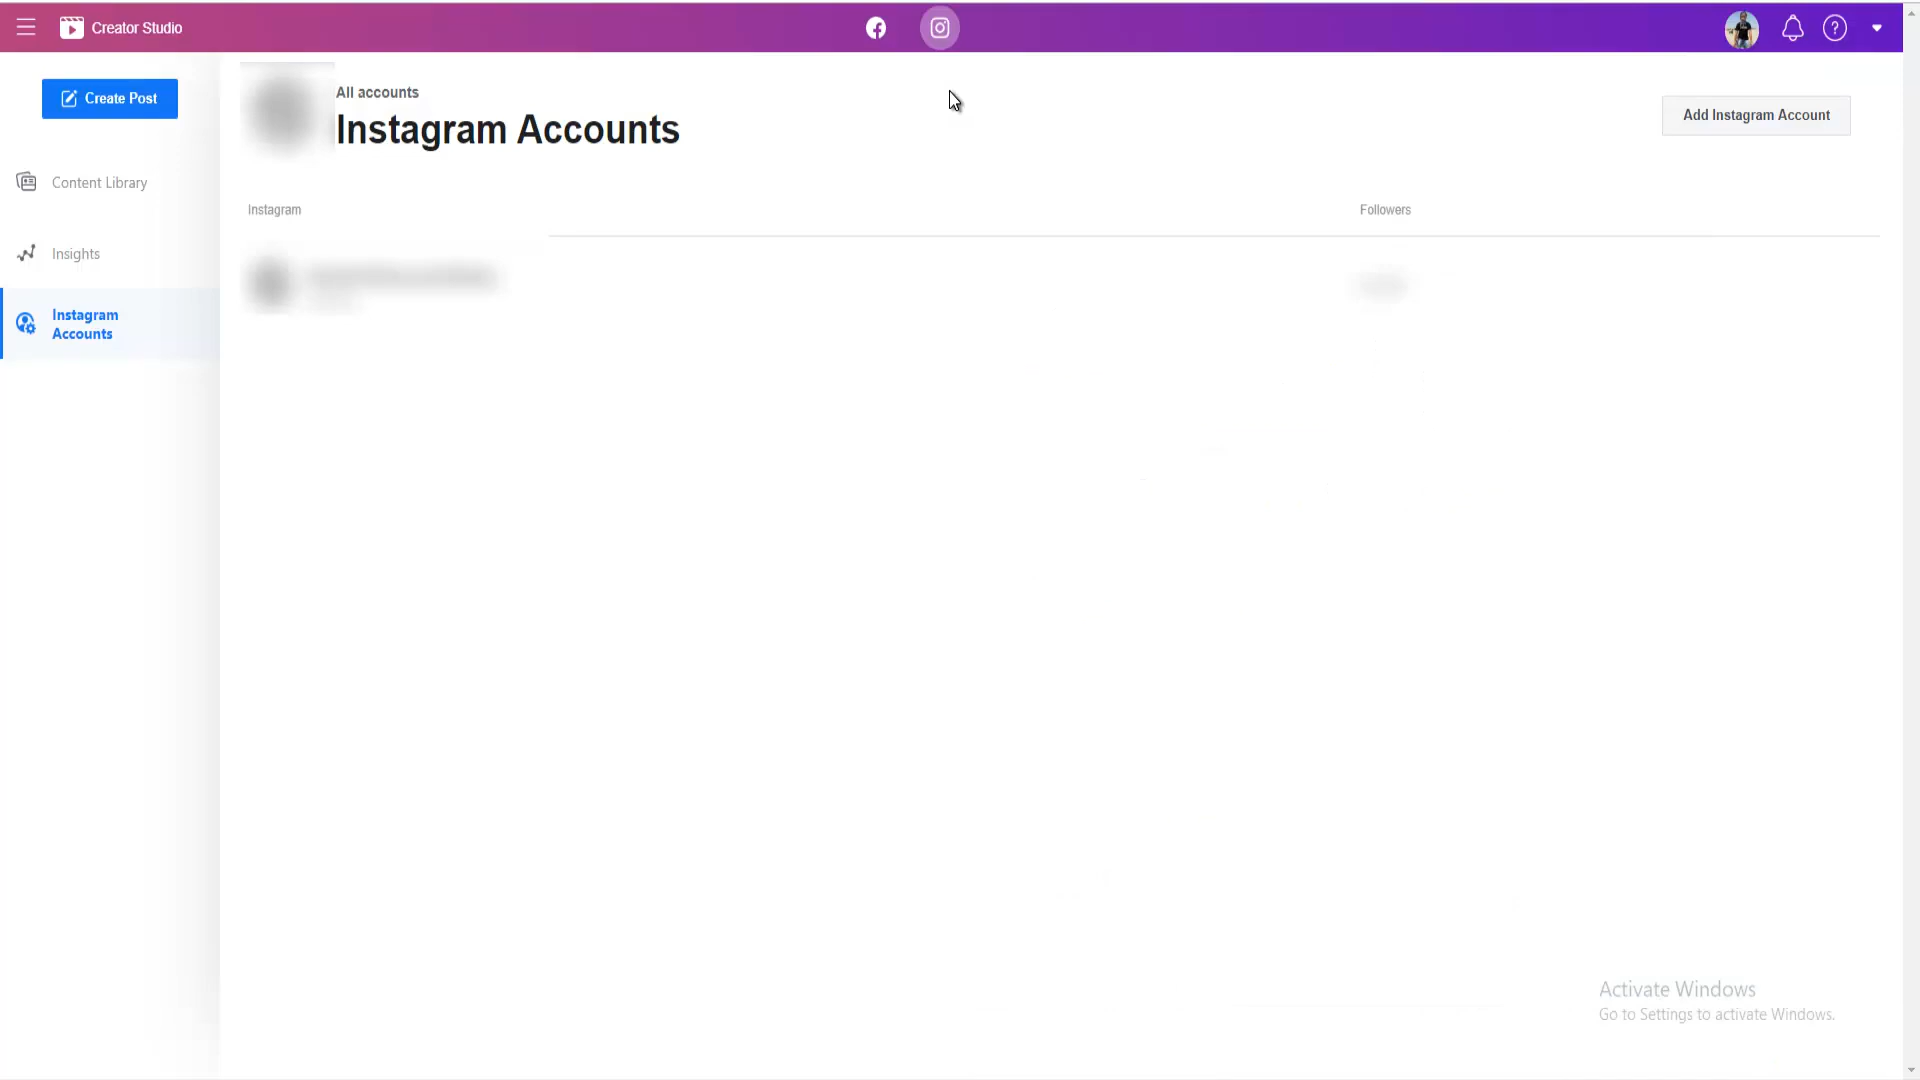 Creator Studio
Create Post
All accounts
Instagram Accounts
Add Instagram Account
Content Library
Instagram
Followers
Insights
Instagram
Accounts
Activate Windows
Go to Settings to activate Windows.